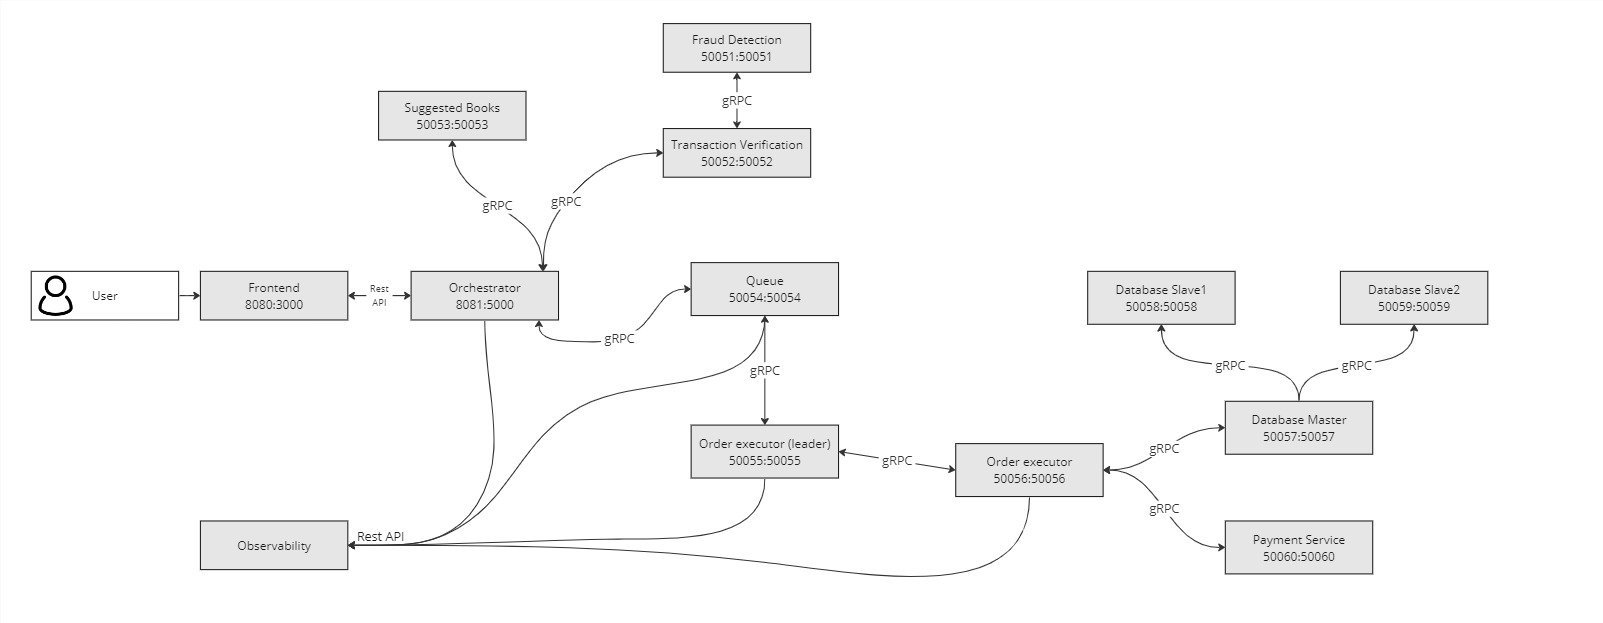 Fraud Detection
50051:50051
gRPC
Suggested Books
50053:50053
Transaction Verification
50052:50052
gRPC
gRPC
User
Frontend
8080:3000
Rest
API
Orchestrator
8081:5000
Queue
50054:50054
gRPC
Database Slave1
50058:50058
Database Slave2
50059:50059
gRPC
gRPC
gRPC
Order executor (leader)
50055:50055
gRPC
Order executor
50056:50056
Database Master
50057:50057
gRPC
gRPC
Observability
Rest API
Payment Service
50060:50060